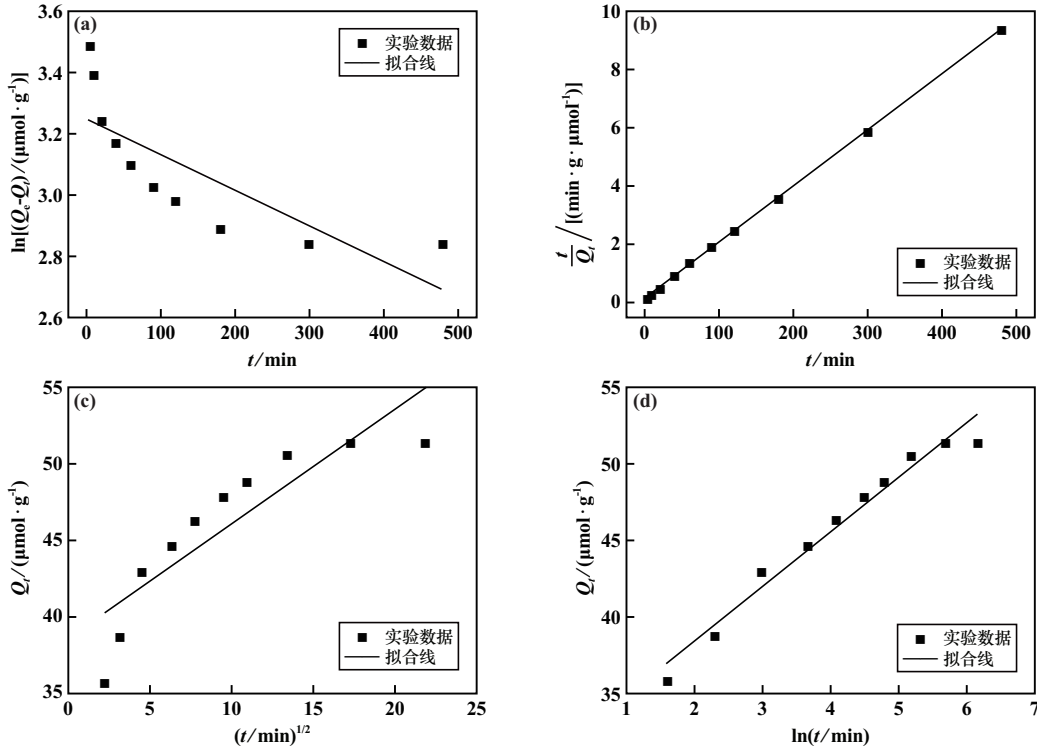 (a)
实验数据
拟合线
ln[(Qe-Qt)/(μmol·g-1)]
3.6
3.4
3.2
3.0
2.8
2.6
0 100 200 300 400 500
t/min
(b)
实验数据
拟合线
t/Qt/[(min·g·μmol-1)]
10
8
6
4
2
0
0 100 200 300 400 500
t/min
(c)
实验数据
拟合线
Qt/(μmol·g-1)
55
50
45
40
35
0 5 10 15 20 25
(t/min)1/2
(d)
实验数据
拟合线
Qt/(μmol·g-1)
55
50
45
40
35
1 2 3 4 5 6 7
ln(t/min)